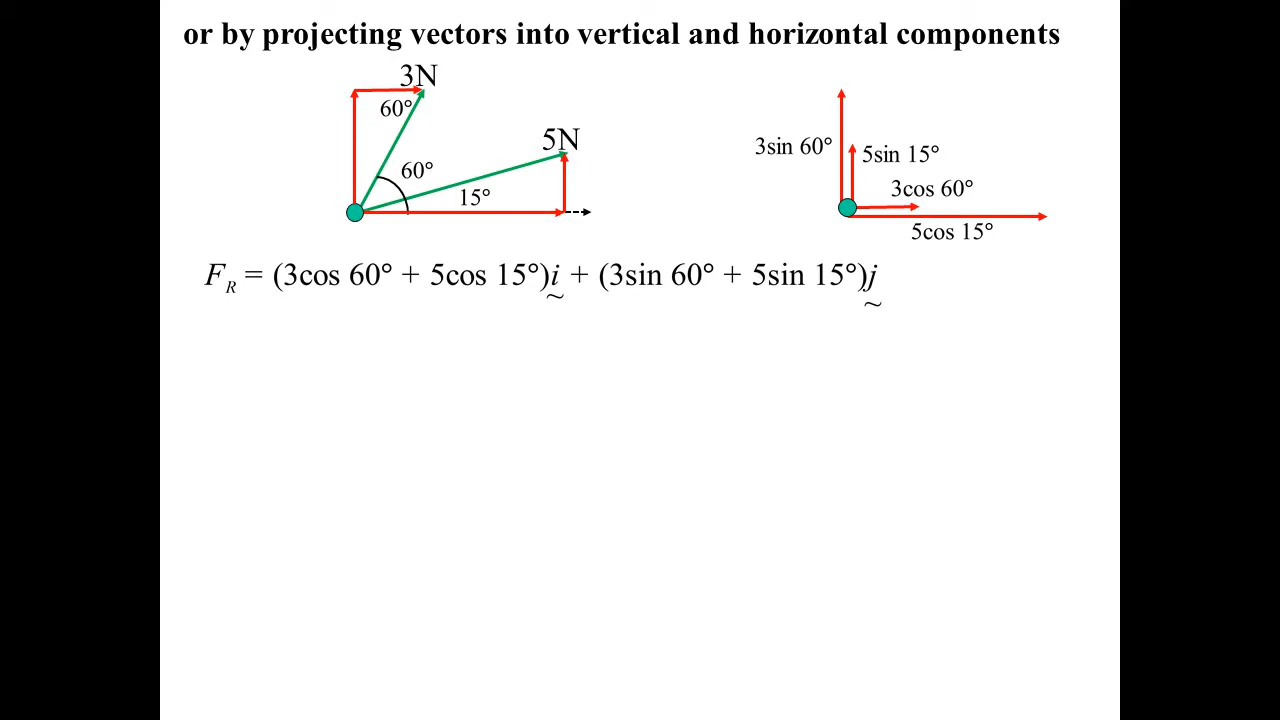 or by projecting vectors into vertical and horizontal components
3N
60°
60°
5N
15°
3sin 60°
5sin 15°
3cos 60°
5cos 15°
F_R = (3cos 60° + 5cos 15°)i + (3sin 60° + 5sin 15°)j
~
~